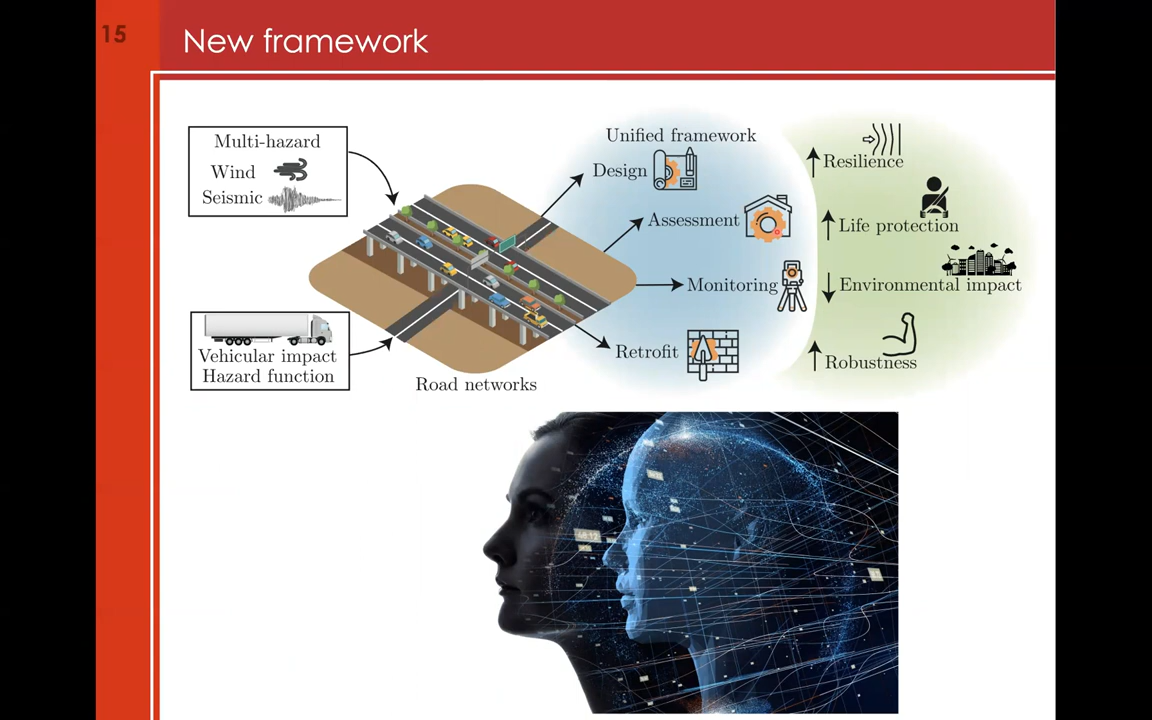 15
New framework
Multi-hazard
Wind
Seismic
Vehicular impact
Hazard function
Road networks
Unified framework
Design
Assessment
Monitoring
Retrofit
Resilience
Life protection
Environmental impact
Robustness